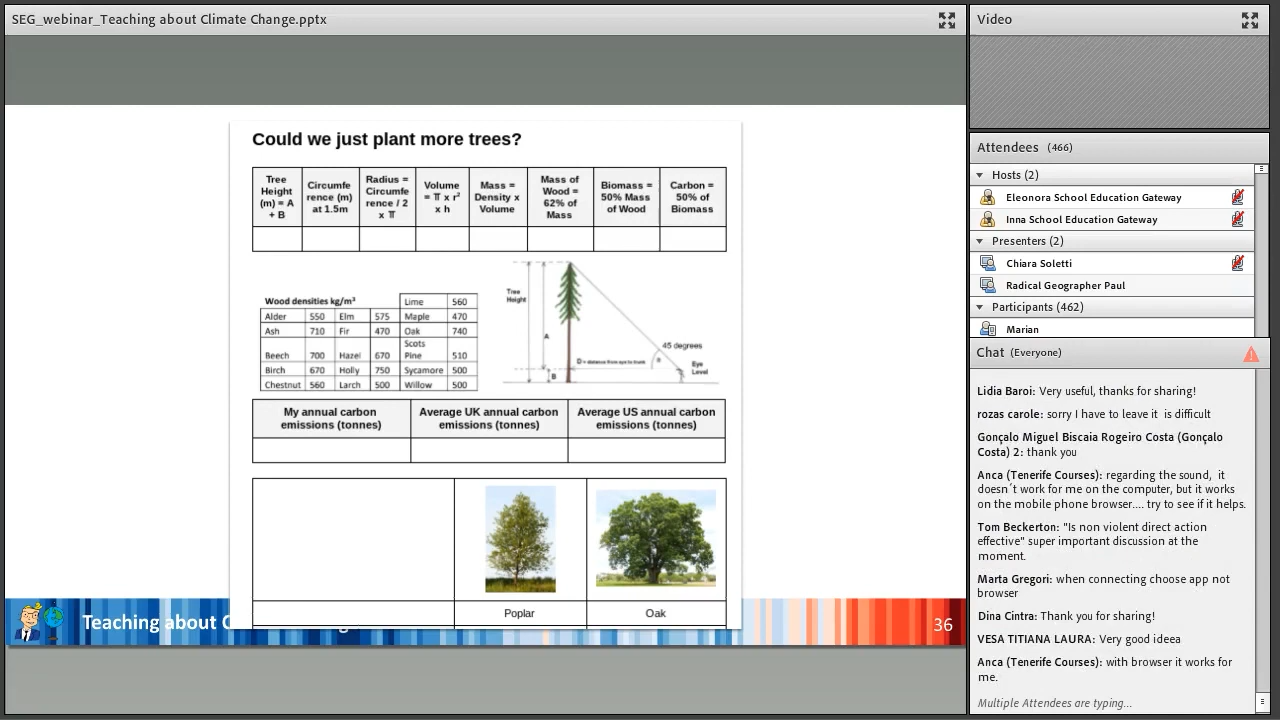 SEG_webinar_Teaching about Climate Change.pptx
Could we just plant more trees?
Tree
Height
(m) = A
+ B
Circumfe
rence (m)
at 1.5m
Radius =
Circumfe
rence / 2
x π
Volume
= π x r²
x h
Mass =
Density x
Volume
Mass of
Wood =
62% of
Mass
Biomass =
50% Mass
of Wood
Carbon =
50% of
Biomass
Wood densities kg/m³
Lime 560
Alder 550 Elm 575 Maple 470
Ash 710 Fir 470 Oak 740
Scots
Beech 700 Hazel 670 Pine 510
Birch 670 Holly 750 Sycamore 500
Chestnut 560 Larch 500 Willow 500
Tree
Height
A
45 degrees
D = distance from eye to trunk
Eye
Level
B
My annual carbon
emissions (tonnes)
Average UK annual carbon
emissions (tonnes)
Average US annual carbon
emissions (tonnes)
Poplar
Oak
Teaching about C
36
Video
Attendees (466)
Hosts (2)
Eleonora School Education Gateway
Inna School Education Gateway
Presenters (2)
Chiara Soletti
Radical Geographer Paul
Participants (462)
Marian
Chat (Everyone)
Lidia Baroi: Very useful, thanks for sharing!
rozas carole: sorry I have to leave it is difficult
Gonçalo Miguel Biscaia Rogeiro Costa (Gonçalo
Costa) 2: thank you
Anca (Tenerife Courses): regarding the sound, it
doesn´t work for me on the computer, but it works
on the mobile phone browser.... try to see if it helps.
Tom Beckerton: "Is non violent direct action
effective" super important discussion at the
moment.
Marta Gregori: when connecting choose app not
browser
Dina Cintra: Thank you for sharing!
VESA TITIANA LAURA: Very good ideea
Anca (Tenerife Courses): with browser it works for
me.
Multiple Attendees are typing...